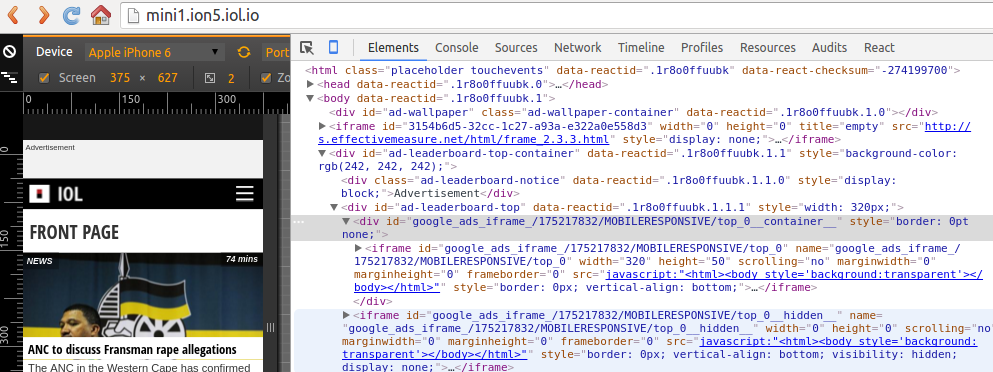 mini1.ion5.iol.io
Device Apple iPhone 6 Port
Screen 375 × 627 2 Zo
0 150 300
0
150
300
Advertisement
IOL
FRONT PAGE
NEWS 74 mins
ANC to discuss Fransman rape allegations
The ANC in the Western Cape has confirmed
Elements Console Sources Network Timeline Profiles Resources Audits React
<html class="placeholder touchevents" data-reactid=".1r8o0ffuubk" data-react-checksum="-274199700">
▶<head data-reactid=".1r8o0ffuubk.0">…</head>
▼<body data-reactid=".1r8o0ffuubk.1">
<div id="ad-wallpaper" class="ad-wallpaper-container" data-reactid=".1r8o0ffuubk.1.0"></div>
▶<iframe id="3154b6d5-32cc-1c27-a93a-e322a0e558d3" width="0" height="0" title="empty" src="http://
s.effectivemeasure.net/html/frame_2.3.3.html" style="display: none;">…</iframe>
▼<div id="ad-leaderboard-top-container" data-reactid=".1r8o0ffuubk.1.1" style="background-color:
rgb(242, 242, 242);">
<div class="ad-leaderboard-notice" data-reactid=".1r8o0ffuubk.1.1.0" style="display:
block;">Advertisement</div>
▼<div id="ad-leaderboard-top" data-reactid=".1r8o0ffuubk.1.1.1" style="width: 320px;">
… ▼<div id="google_ads_iframe_/175217832/MOBILERESPONSIVE/top_0__container__" style="border: 0pt
none;">
▶<iframe id="google_ads_iframe_/175217832/MOBILERESPONSIVE/top_0" name="google_ads_iframe_/
175217832/MOBILERESPONSIVE/top_0" width="320" height="50" scrolling="no" marginwidth="0"
marginheight="0" frameborder="0" src="javascript:"<html><body style='background:transparent'></
body></html>"" style="border: 0px; vertical-align: bottom;">…</iframe>
</div>
▶<iframe id="google_ads_iframe_/175217832/MOBILERESPONSIVE/top_0__hidden__" name=
"google_ads_iframe_/175217832/MOBILERESPONSIVE/top_0__hidden__" width="0" height="0" scrolling="no
marginwidth="0" marginheight="0" frameborder="0" src="javascript:"<html><body style='background:
transparent'></body></html>"" style="border: 0px; vertical-align: bottom; visibility: hidden;
display: none;">…</iframe>